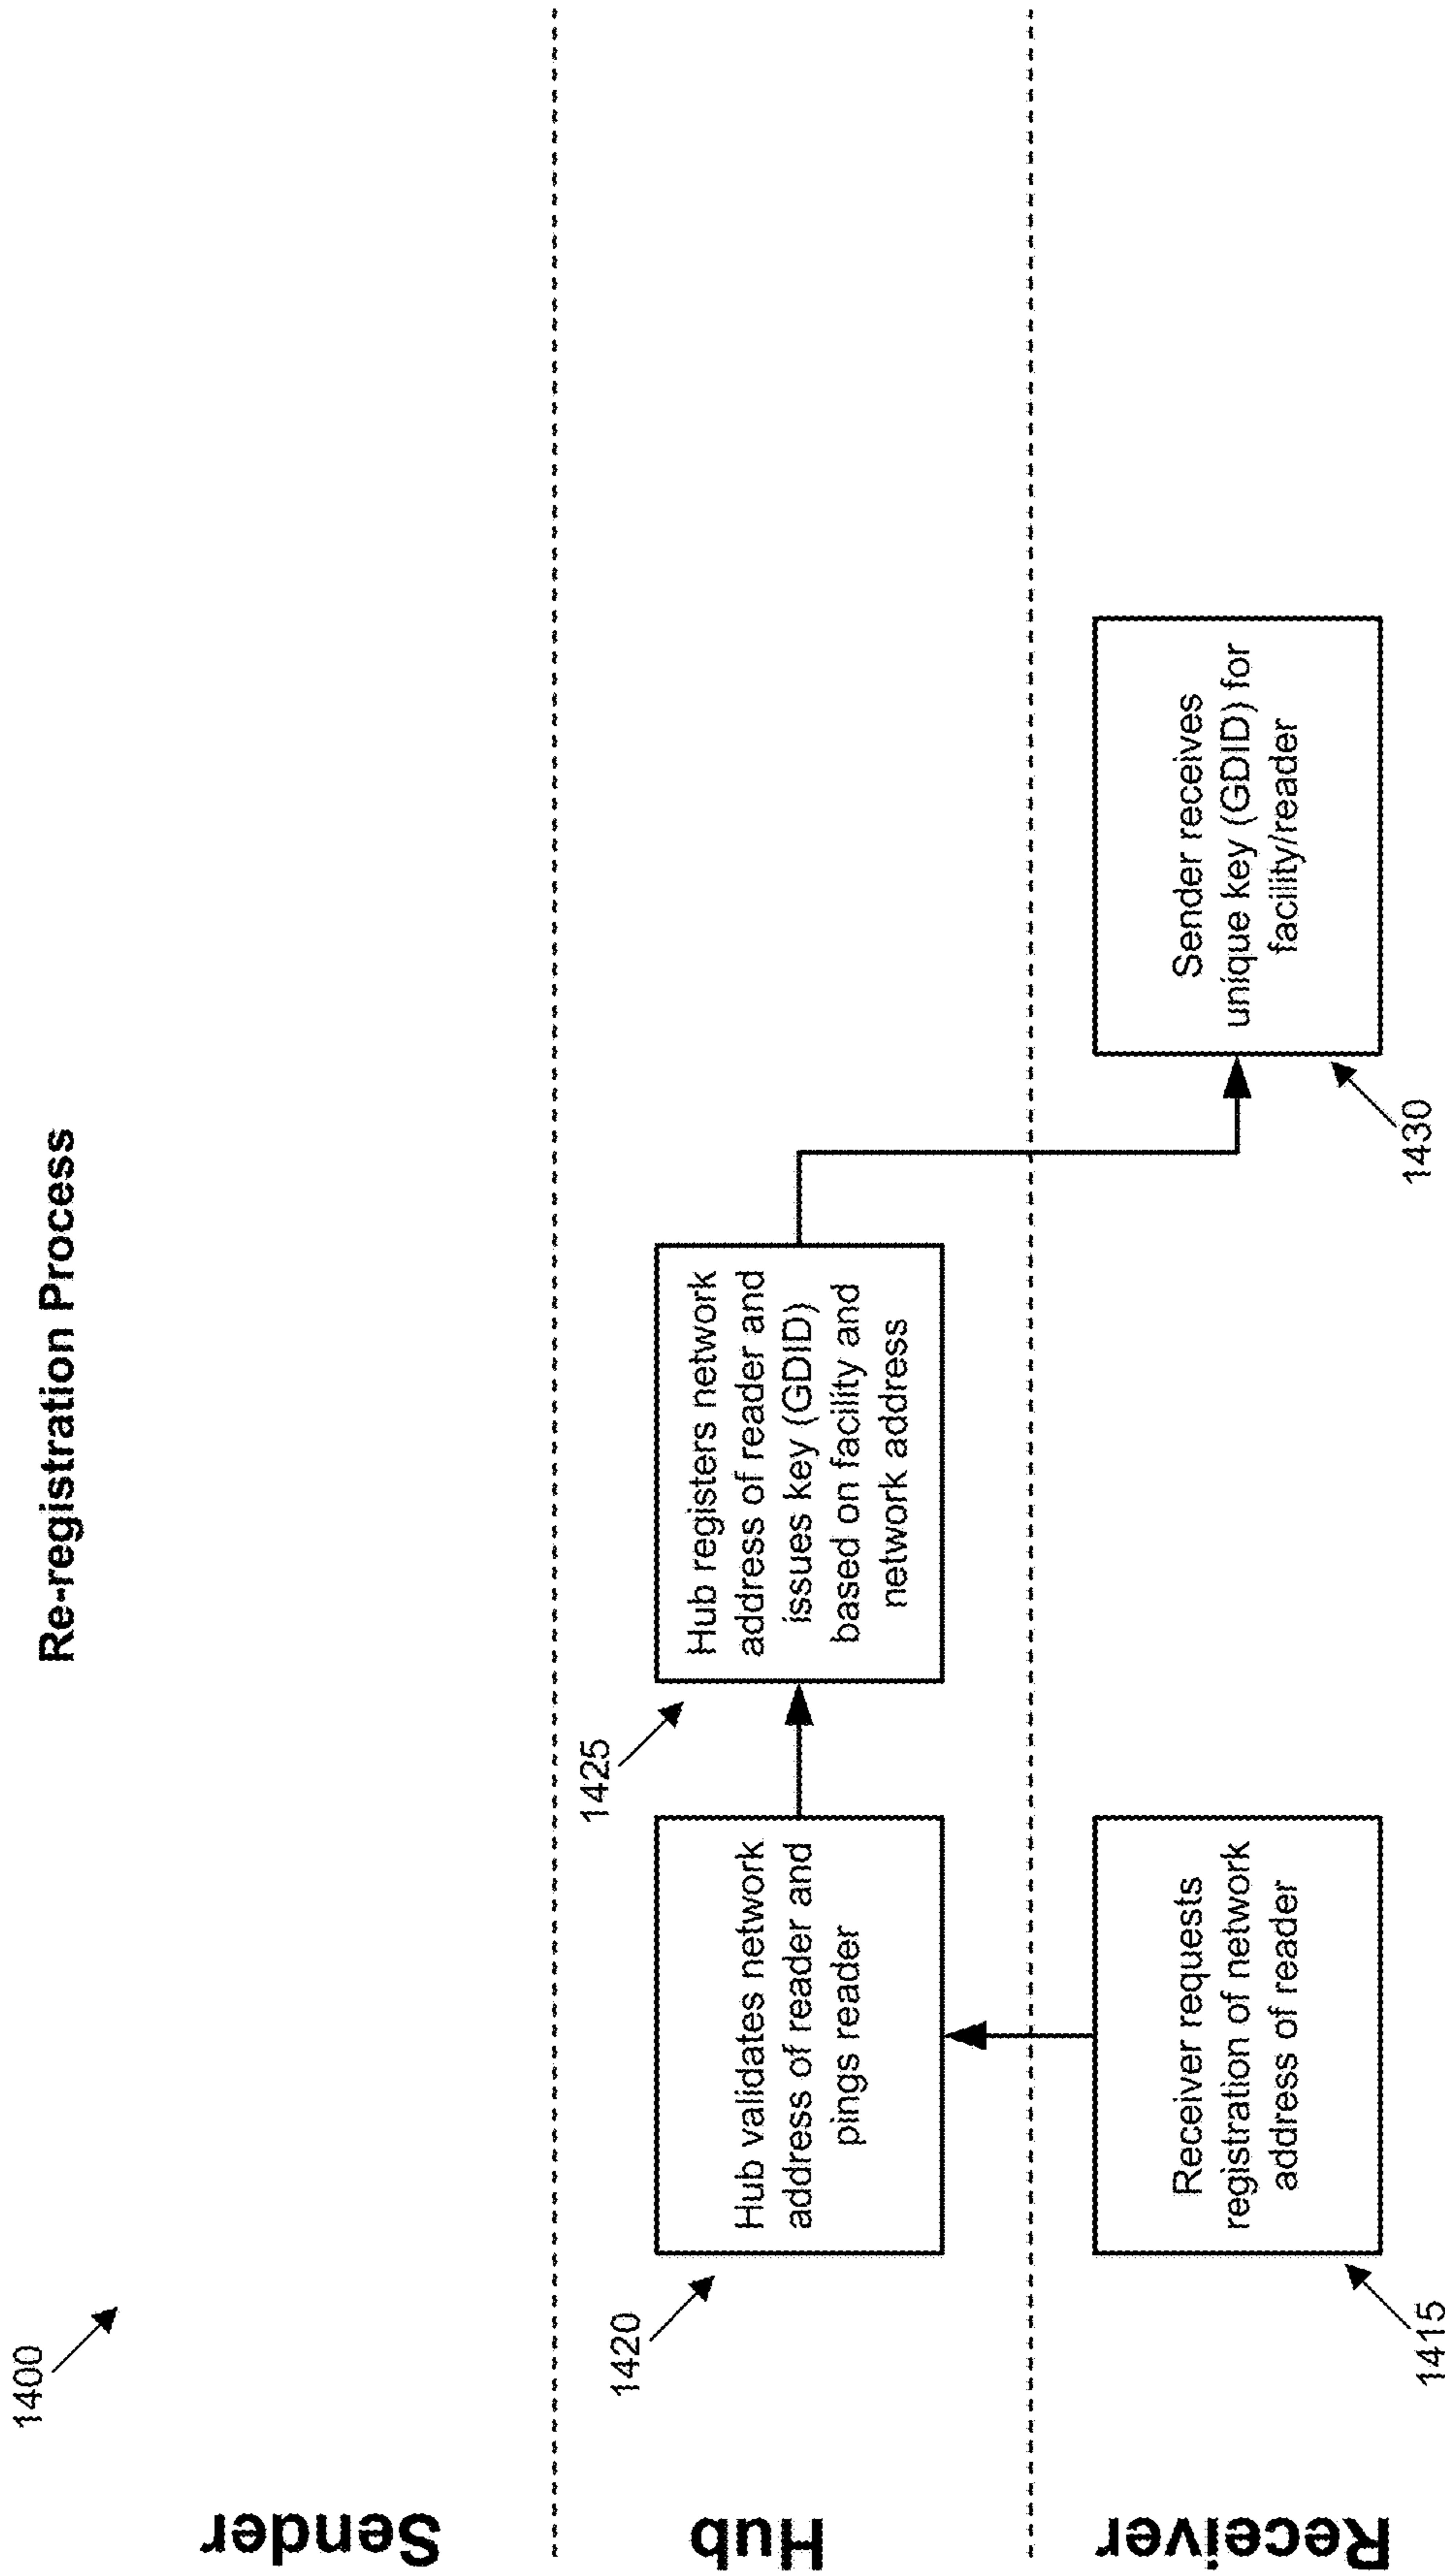 Re-registration Process
1400
Sender
Hub
1420
Hub validates network
address of reader and
pings reader
1425
Hub registers network
address of reader and
issues key (GDID)
based on facility and
network address
Receiver
1415
Receiver requests
registration of network
address of reader
1430
Sender receives
unique key (GDID) for
facility/reader